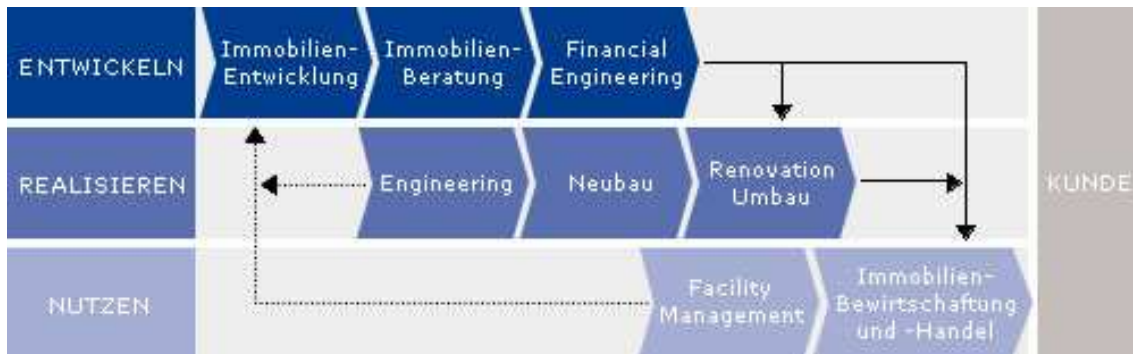 ENTWICKELN
Immobilien-
Entwicklung
Immobilien-
Beratung
Financial
Engineering
REALISIEREN
Engineering
Neubau
Renovation
Umbau
KUNDE
NUTZEN
Facility
Management
Immobilien-
Bewirtschaftung
und -Handel